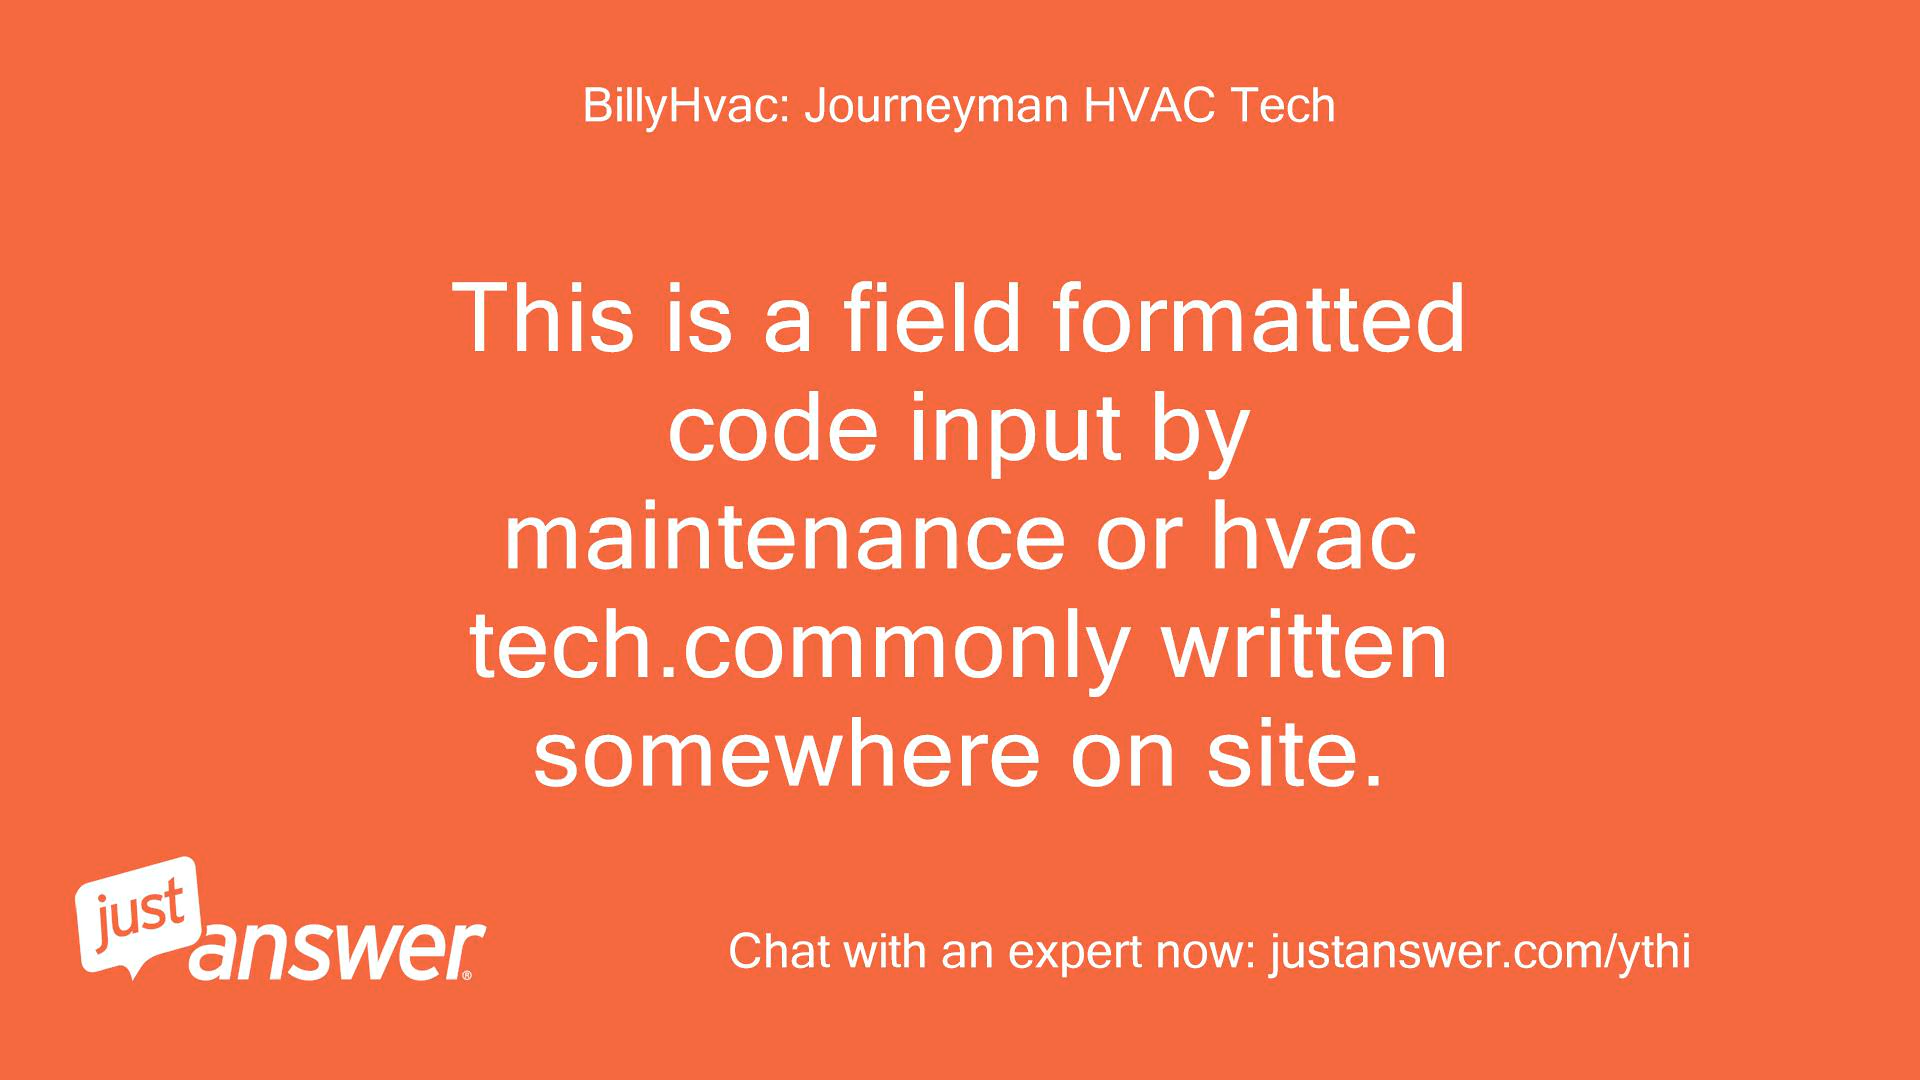 BillyHvac: Journeyman HVAC Tech
This is a field formatted
code input by
maintenance or hvac
tech.commonly written
somewhere on site.
just
answer®
Chat with an expert now: justanswer.com/ythi